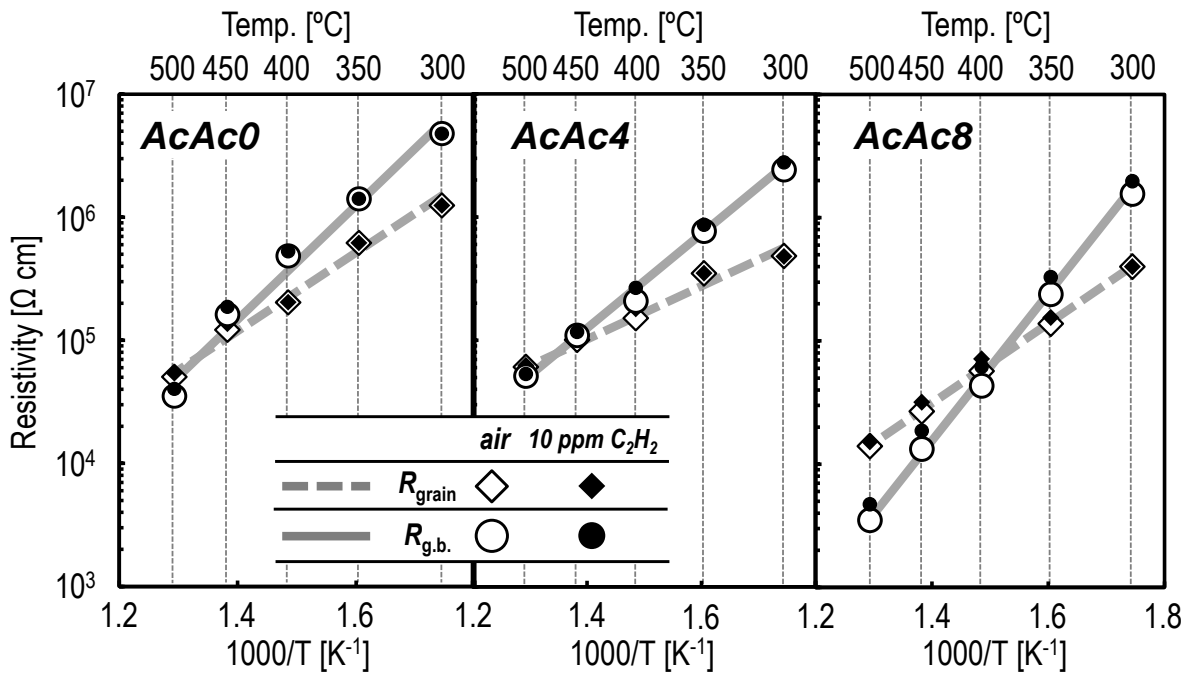 Temp. [ºC] Temp. [ºC] Temp. [ºC]
500 450 400 350 300 500 450 400 350 300 500 450 400 350 300
10⁷
AcAc0 AcAc4 AcAc8
10⁶
10⁵
10⁴
10³
Resistivity [Ω cm]
air 10 ppm C₂H₂
R grain
R g.b.
1.2 1.4 1.6 1.2 1.4 1.6 1.2 1.4 1.6 1.8
1000/T [K⁻¹] 1000/T [K⁻¹] 1000/T [K⁻¹]